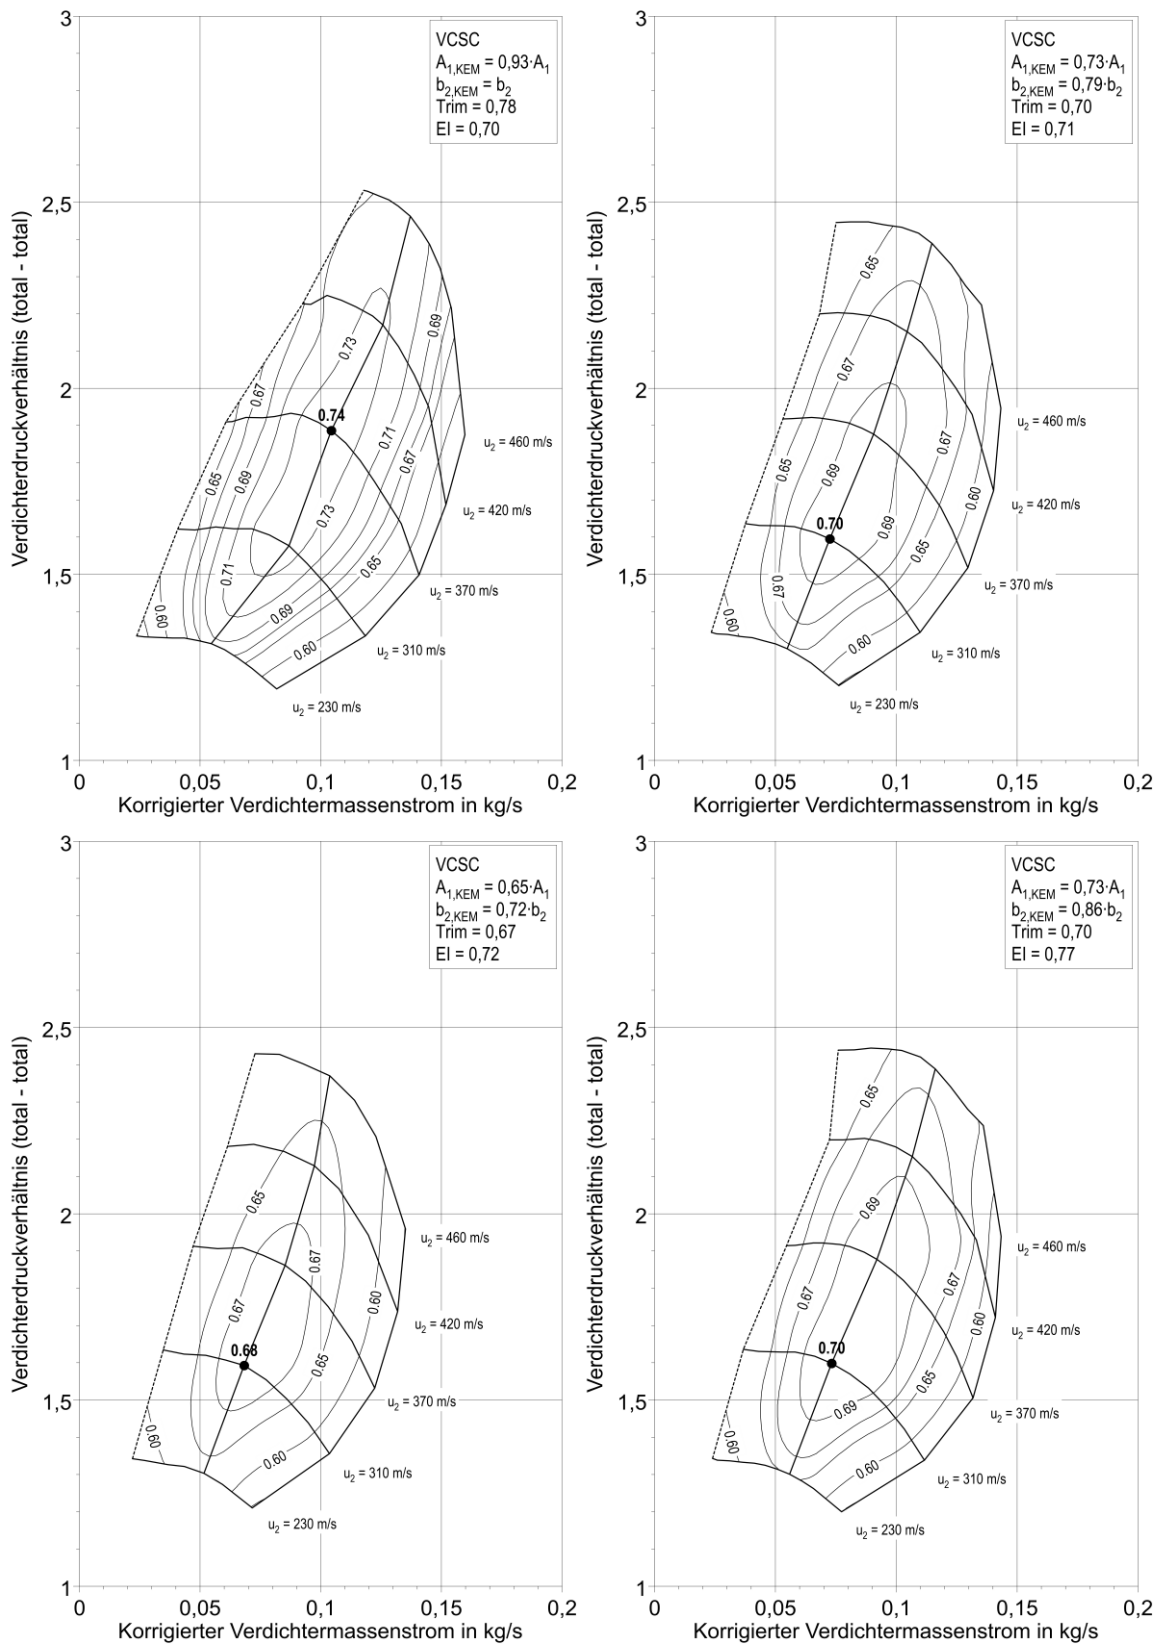 3
VCSC
A1,KEM = 0,93·A1
b2,KEM = b2
Trim = 0,78
EI = 0,70
2,5
2
1,5
1
0.69
0.73
0.67
0.74
0.71
0.67
0.65
0.69
0.73
0.71
0.65
0.60
0.69
0.60
u2 = 460 m/s
u2 = 420 m/s
u2 = 370 m/s
u2 = 310 m/s
u2 = 230 m/s
0
0,05
0,1
0,15
0,2
Verdichterdruckverhältnis (total - total)
Korrigierter Verdichtermassenstrom in kg/s
3
VCSC
A1,KEM = 0,73·A1
b2,KEM = 0,79·b2
Trim = 0,70
EI = 0,71
2,5
2
1,5
1
0.65
0.67
0.67
0.65
0.69
0.60
0.70
0.69
0.65
0.67
0.60
0.60
u2 = 460 m/s
u2 = 420 m/s
u2 = 370 m/s
u2 = 310 m/s
u2 = 230 m/s
0
0,05
0,1
0,15
0,2
Verdichterdruckverhältnis (total - total)
Korrigierter Verdichtermassenstrom in kg/s
3
VCSC
A1,KEM = 0,65·A1
b2,KEM = 0,72·b2
Trim = 0,67
EI = 0,72
2,5
2
1,5
1
0.65
0.67
0.67
0.60
0.68
0.65
0.60
0.60
u2 = 460 m/s
u2 = 420 m/s
u2 = 370 m/s
u2 = 310 m/s
u2 = 230 m/s
0
0,05
0,1
0,15
0,2
Verdichterdruckverhältnis (total - total)
Korrigierter Verdichtermassenstrom in kg/s
3
VCSC
A1,KEM = 0,73·A1
b2,KEM = 0,86·b2
Trim = 0,70
EI = 0,77
2,5
2
1,5
1
0.65
0.69
0.67
0.67
0.60
0.70
0.65
0.69
0.60
0.60
u2 = 460 m/s
u2 = 420 m/s
u2 = 370 m/s
u2 = 310 m/s
u2 = 230 m/s
0
0,05
0,1
0,15
0,2
Verdichterdruckverhältnis (total - total)
Korrigierter Verdichtermassenstrom in kg/s